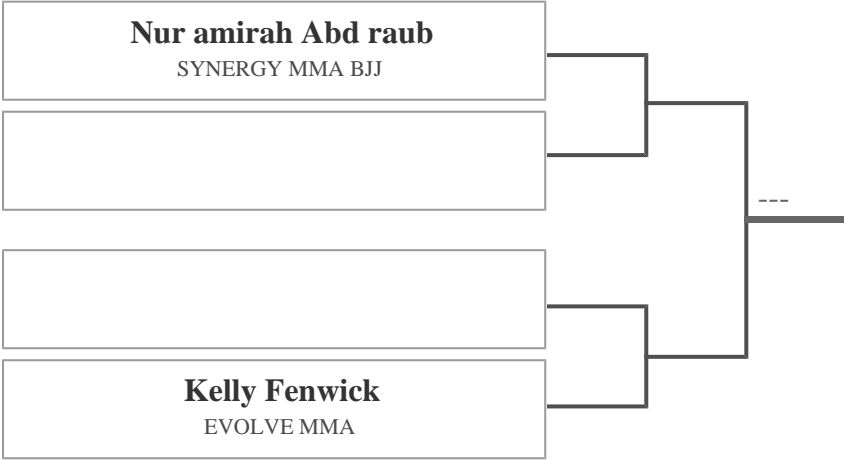 Nur amirah Abd raub
SYNERGY MMA BJJ
---
Kelly Fenwick
EVOLVE MMA